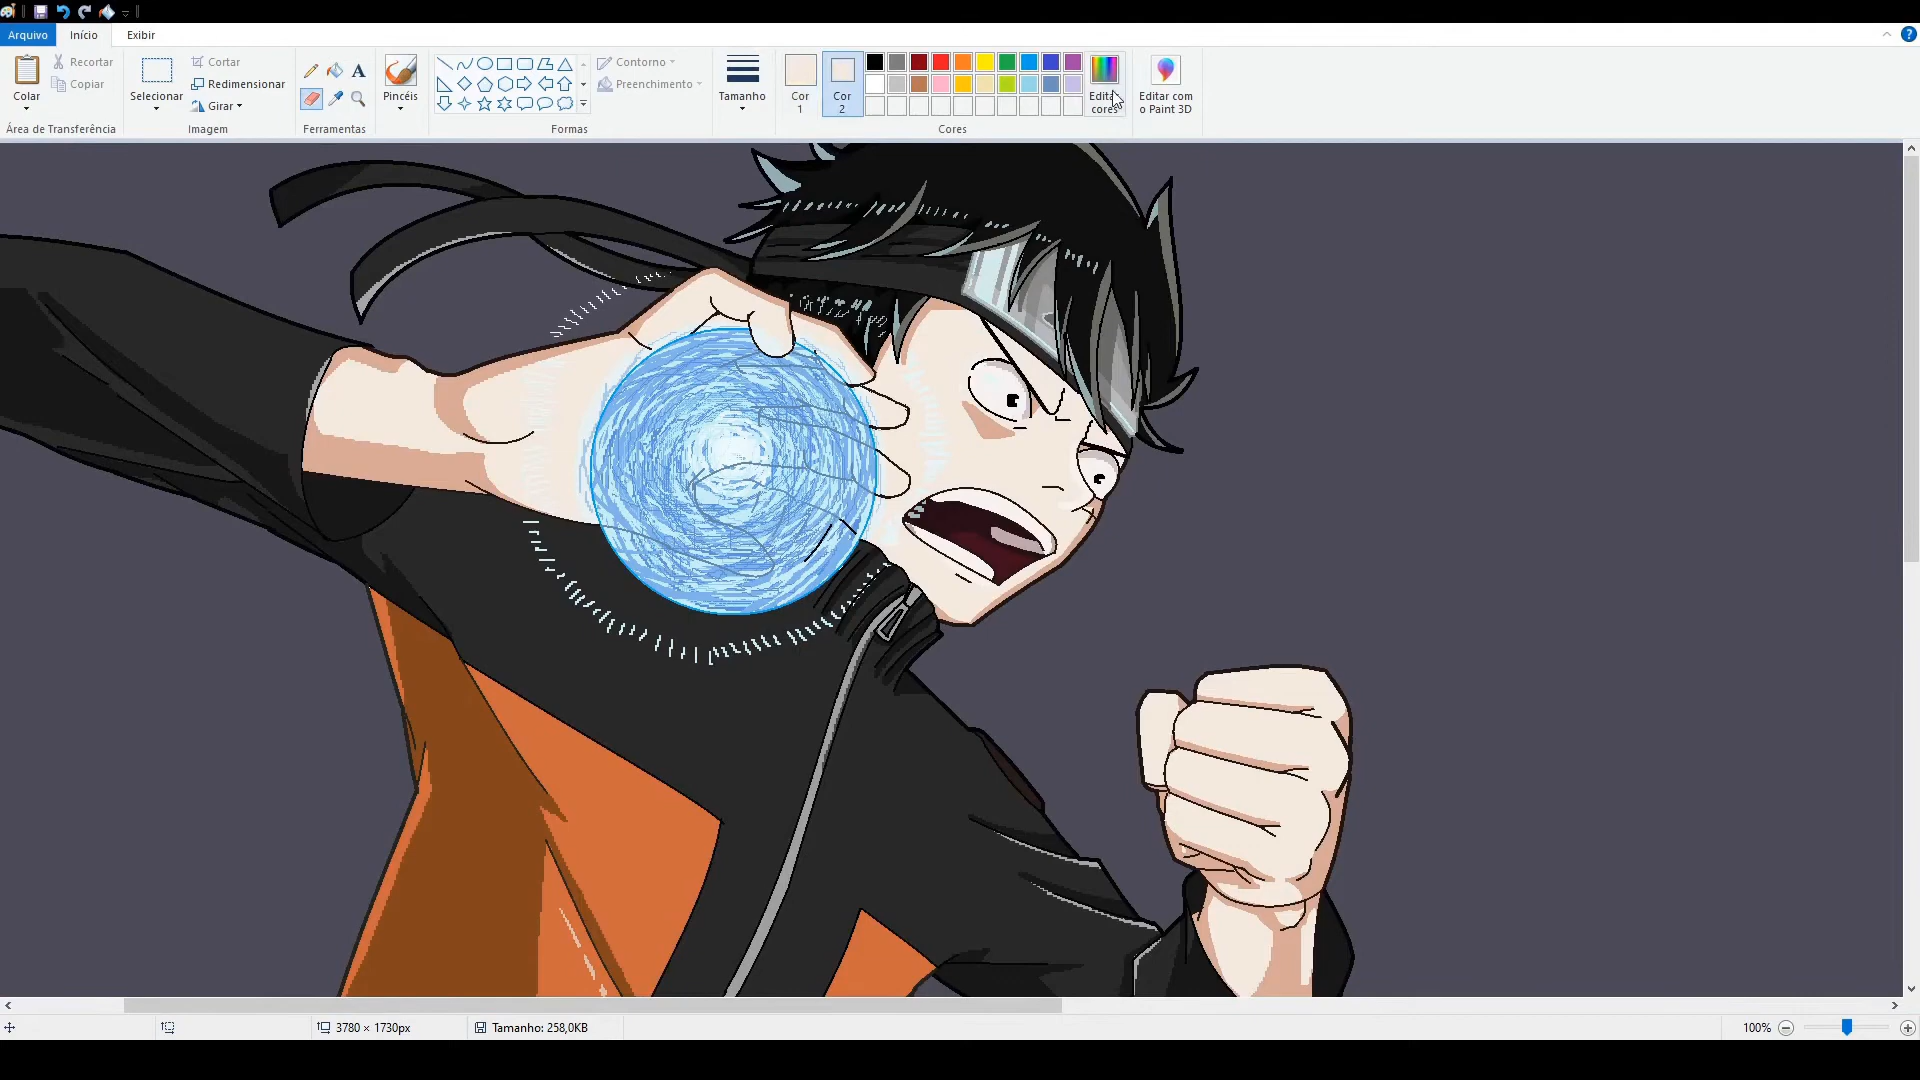 Arquivo Início Exibir
Colar
Recortar
Copiar
Área de Transferência
Selecionar
Cortar
Redimensionar
Girar
Imagem
A
Ferramentas
Pincéis
Contorno
Preenchimento
Formas
Tamanho
Cor
1
Cor
2
Editar
cores
Cores
Editar com
o Paint 3D
?
3780 × 1730px
Tamanho: 258,0KB
100%